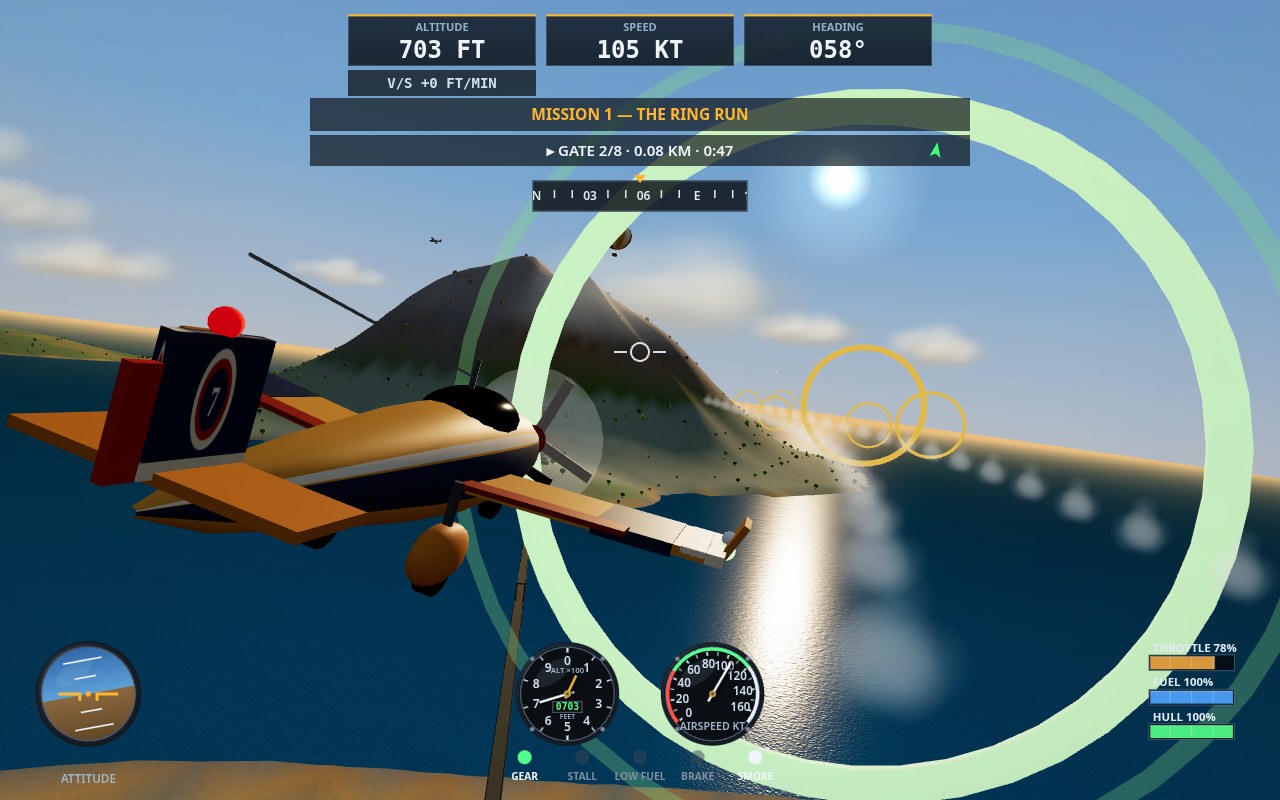 ALTITUDE
703 FT
SPEED
105 KT
HEADING
058°
V/S +0 FT/MIN
MISSION 1 — THE RING RUN
▸ GATE 2/8 · 0.08 KM · 0:47
N 03 06 E
7
THROTTLE 78%
FUEL 100%
HULL 100%
0 1 2 3 4 5 6 7 8 9
ALT ×100
0703
FEET
0 20 40 60 80 100 120 140 160
AIRSPEED KT
ATTITUDE
GEAR STALL LOW FUEL BRAKE SMOKE